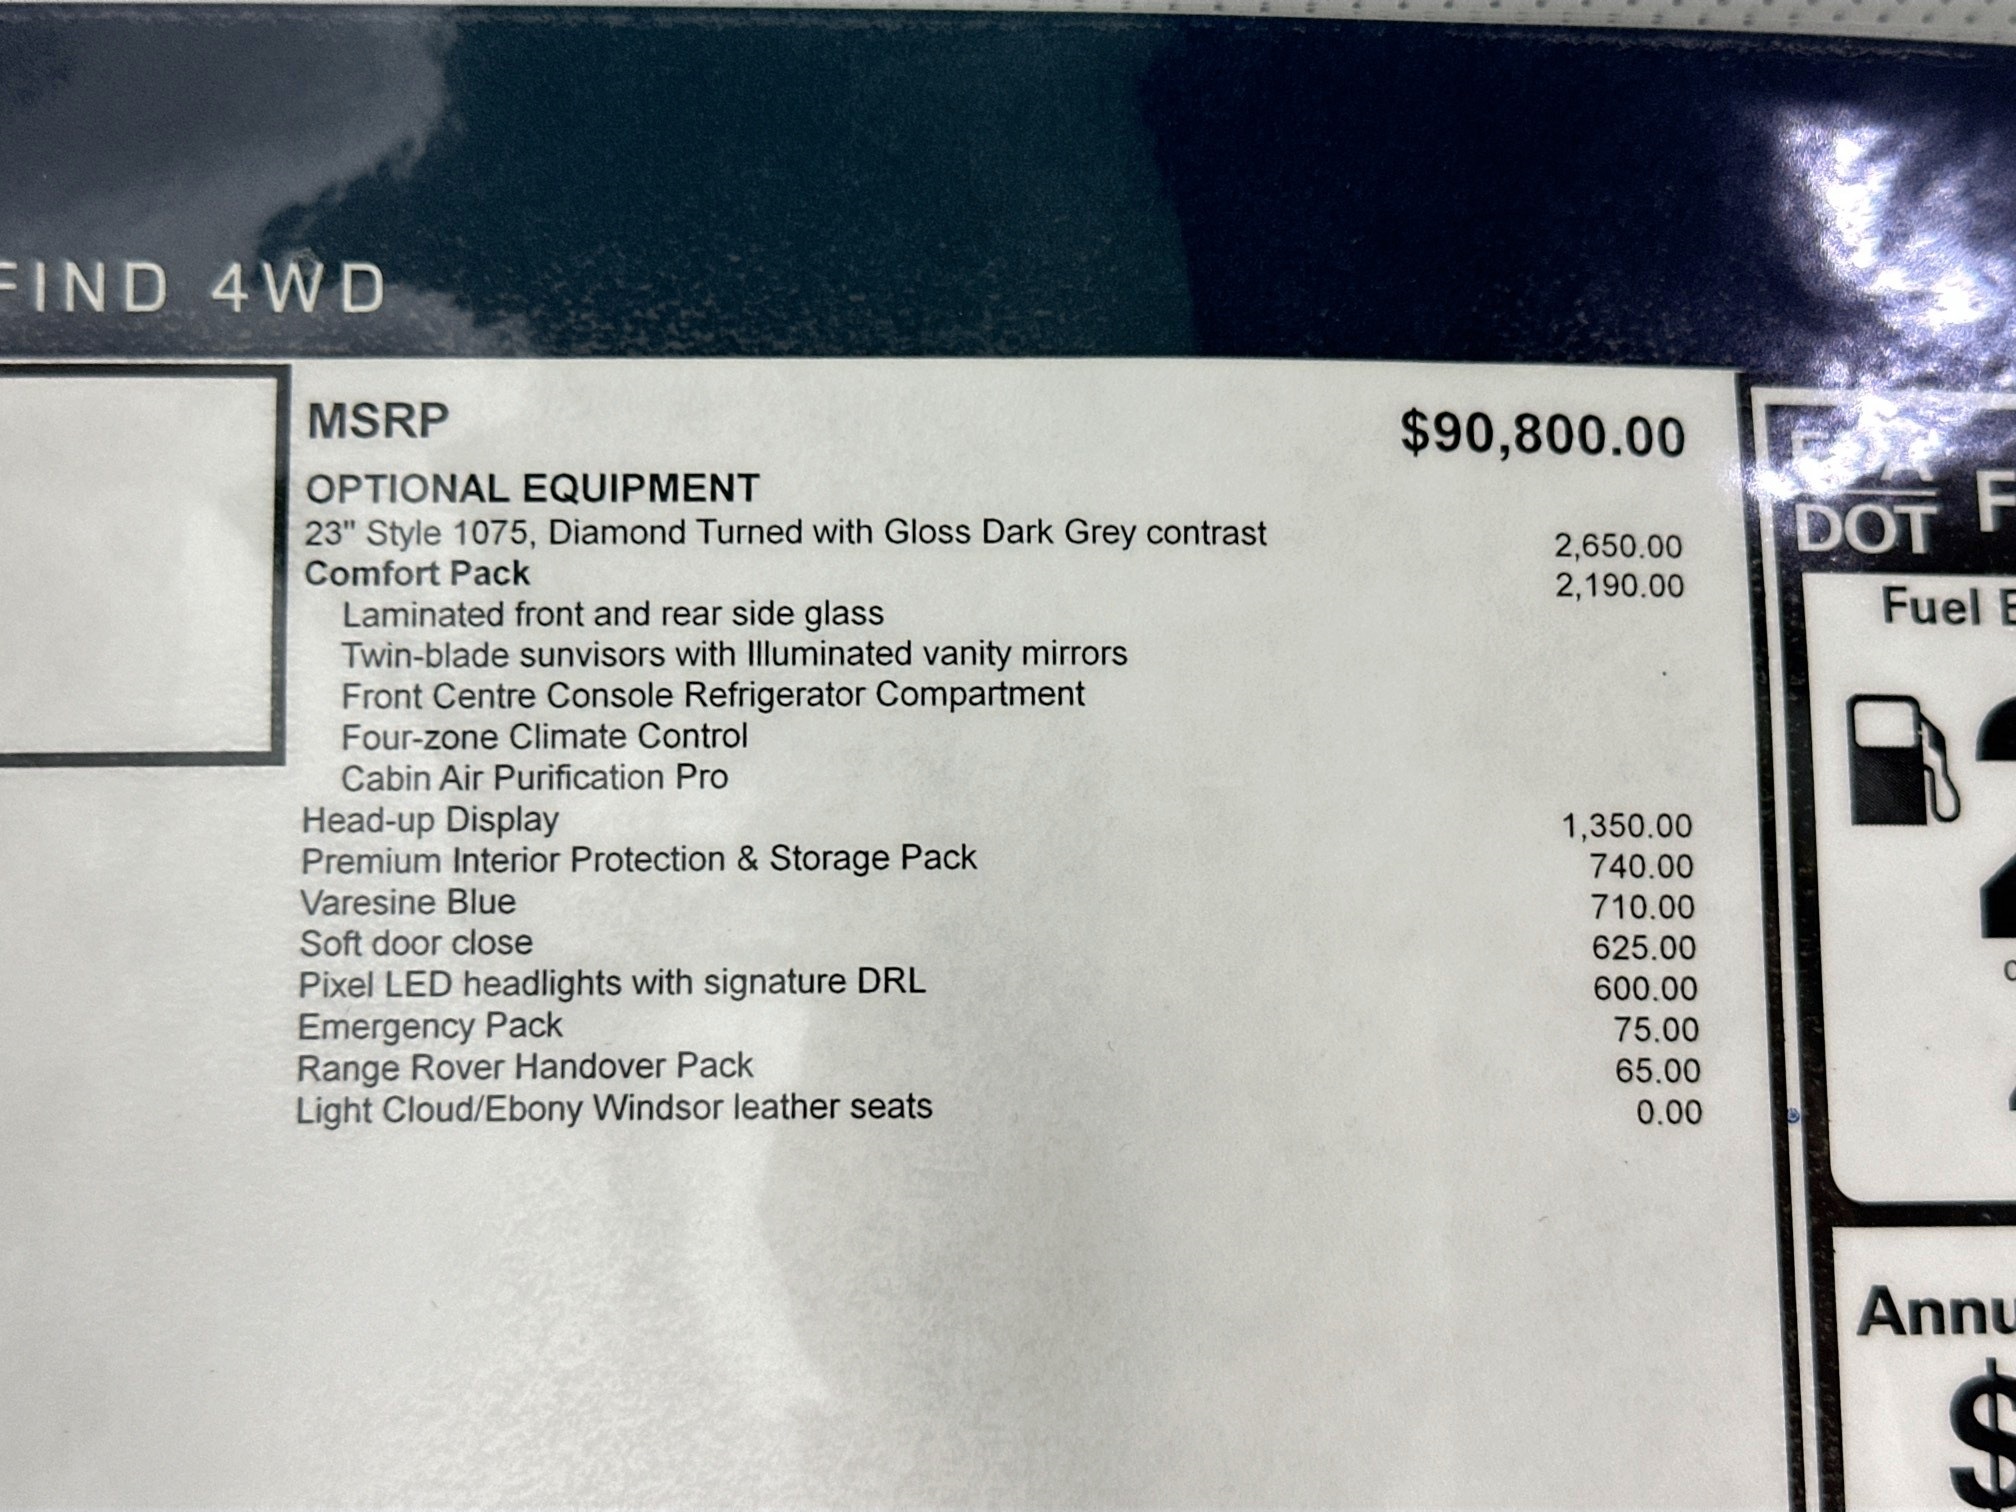 FIND 4WD
MSRP $90,800.00
OPTIONAL EQUIPMENT
23" Style 1075, Diamond Turned with Gloss Dark Grey contrast 2,650.00
Comfort Pack 2,190.00
Laminated front and rear side glass
Twin-blade sunvisors with Illuminated vanity mirrors
Front Centre Console Refrigerator Compartment
Four-zone Climate Control
Cabin Air Purification Pro
Head-up Display 1,350.00
Premium Interior Protection & Storage Pack 740.00
Varesine Blue 710.00
Soft door close 625.00
Pixel LED headlights with signature DRL 600.00
Emergency Pack 75.00
Range Rover Handover Pack 65.00
Light Cloud/Ebony Windsor leather seats 0.00
DOT
Fuel
$